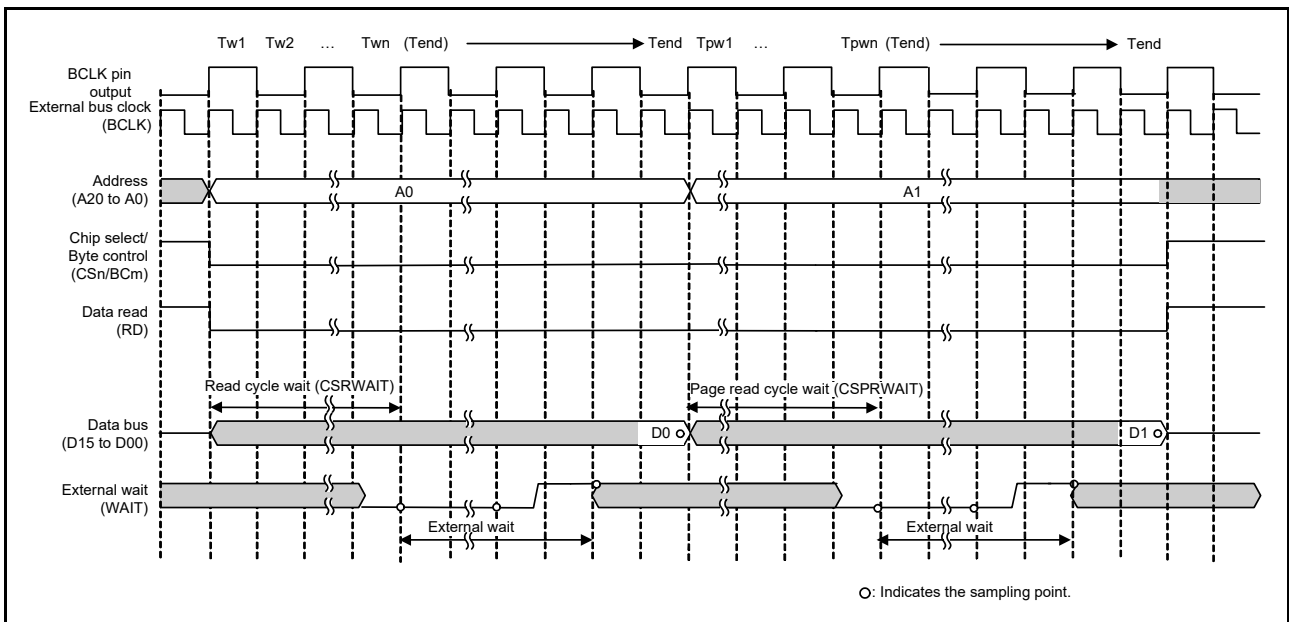 Tw1 Tw2 … Twn (Tend) Tend Tpw1 … Tpwn (Tend) Tend
BCLK pin
output
External bus clock
(BCLK)
Address
(A20 to A0)
A0 A1
Chip select/
Byte control
(CSn/BCm)
Data read
(RD)
Read cycle wait (CSRWAIT) Page read cycle wait (CSPRWAIT)
Data bus
(D15 to D00)
D0 D1
External wait
(WAIT)
External wait External wait
: Indicates the sampling point.